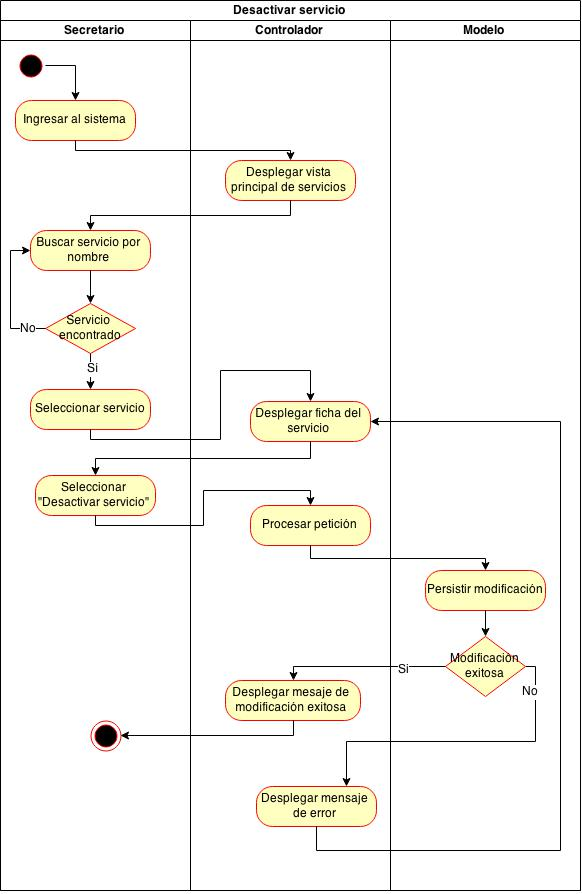 Desactivar servicio
Secretario
Controlador
Modelo
Ingresar al sistema
Desplegar vista
principal de servicios
Buscar servicio por
nombre
Servicio
encontrado
No
Si
Seleccionar servicio
Desplegar ficha del
servicio
Seleccionar
"Desactivar servicio"
Procesar petición
Persistir modificación
Modificación
exitosa
Si
No
Desplegar mesaje de
modificación exitosa
Desplegar mensaje
de error